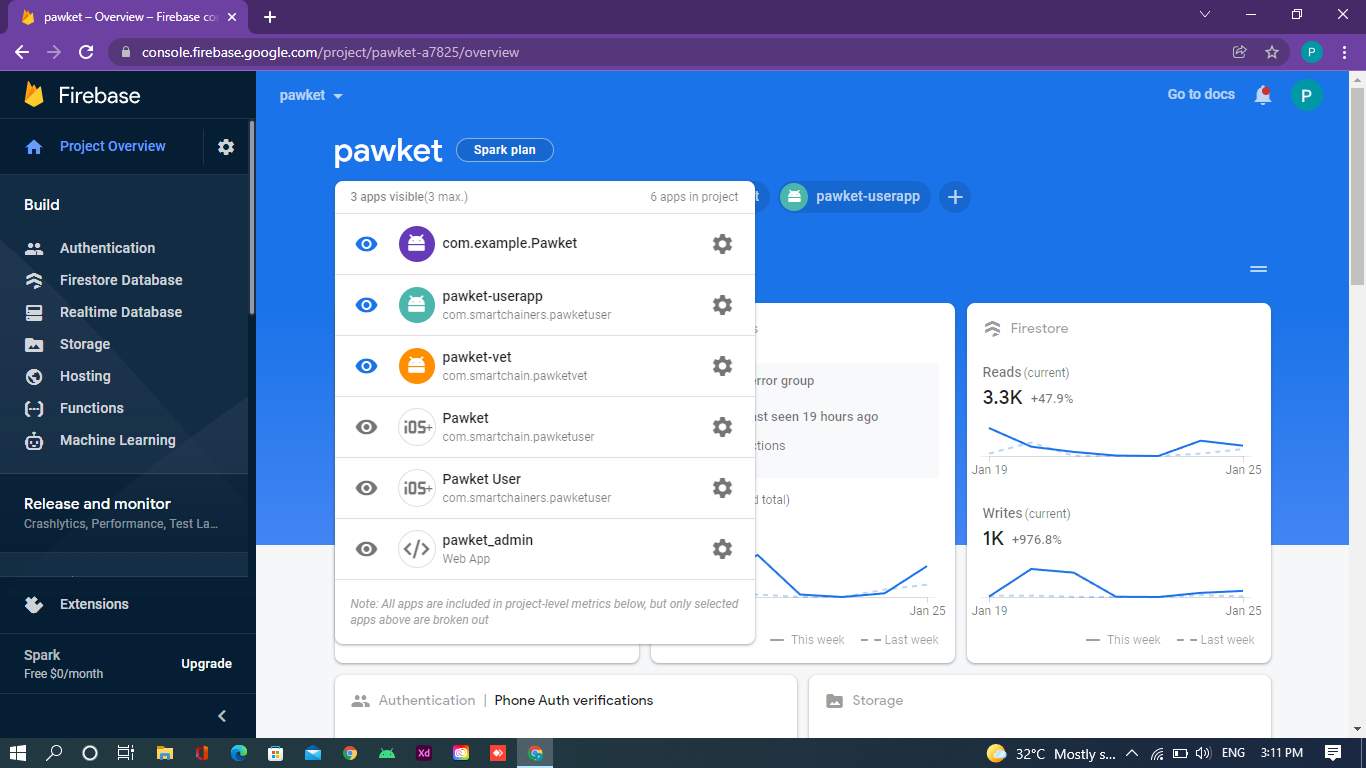 pawket – Overview – Firebase con
console.firebase.google.com/project/pawket-a7825/overview
P
Firebase
pawket
Go to docs
P
Project Overview
pawket
Spark plan
pawket-userapp
Build
Authentication
Firestore Database
Realtime Database
Storage
Hosting
Functions
Machine Learning
Release and monitor
Crashlytics, Performance, Test La...
Extensions
Spark
Free $0/month
Upgrade
3 apps visible(3 max.)
6 apps in project
com.example.Pawket
pawket-userapp
com.smartchainers.pawketuser
pawket-vet
com.smartchain.pawketvet
iOS+
Pawket
com.smartchain.pawketuser
iOS+
Pawket User
com.smartchainers.pawketuser
</>
pawket_admin
Web App
Note: All apps are included in project level metrics below, but only selected
apps above are broken out
error group
ast seen 19 hours ago
ctions
d total)
Jan 25
This week
Last week
Firestore
Reads (current)
3.3K +47.9%
Jan 19
Jan 25
Writes (current)
1K +976.8%
Jan 19
Jan 25
This week
Last week
Authentication | Phone Auth verifications
Storage
Xd
32°C Mostly s...
ENG
3:11 PM